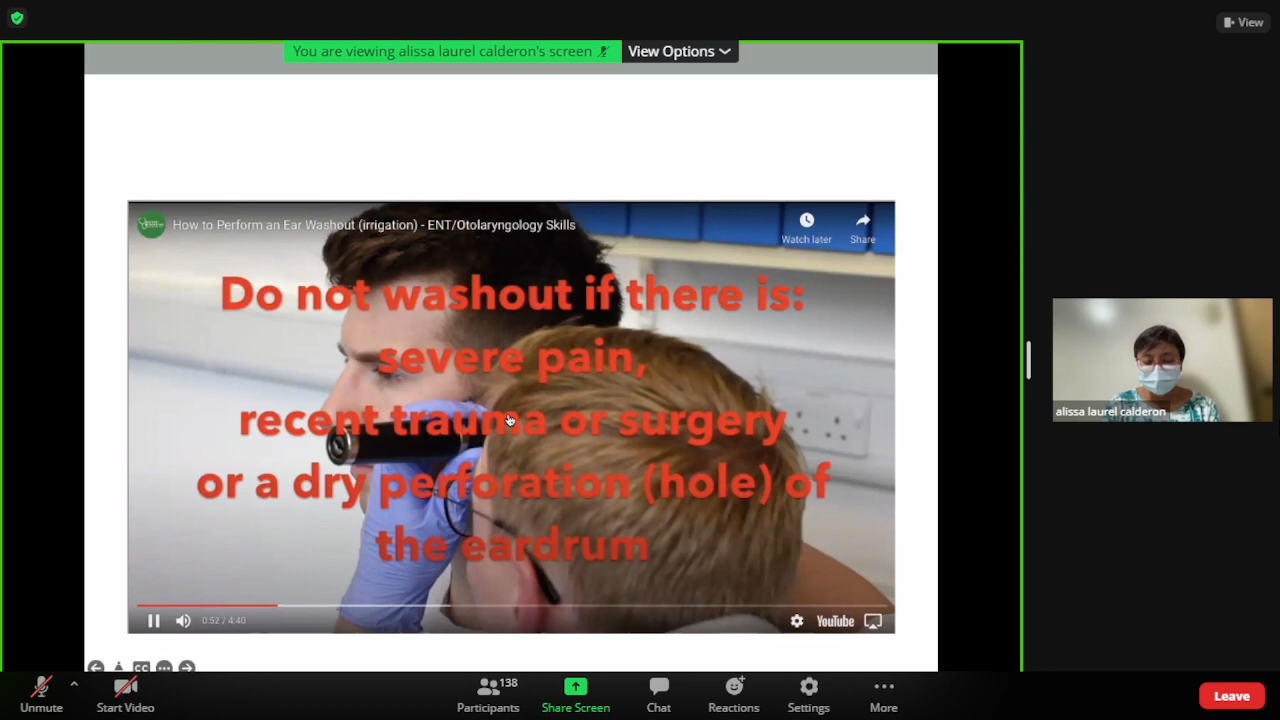 View
You are viewing alissa laurel calderon's screen
View Options
How to Perform an Ear Washout (irrigation) - ENT/Otolaryngology Skills
Watch later
Share
Do not washout if there is:
severe pain,
recent trauma or surgery
or a dry perforation (hole) of
the eardrum
0:52 / 4:40
YouTube
CC
alissa laurel calderon
Unmute
Start Video
138
Participants
Share Screen
Chat
Reactions
Settings
More
Leave